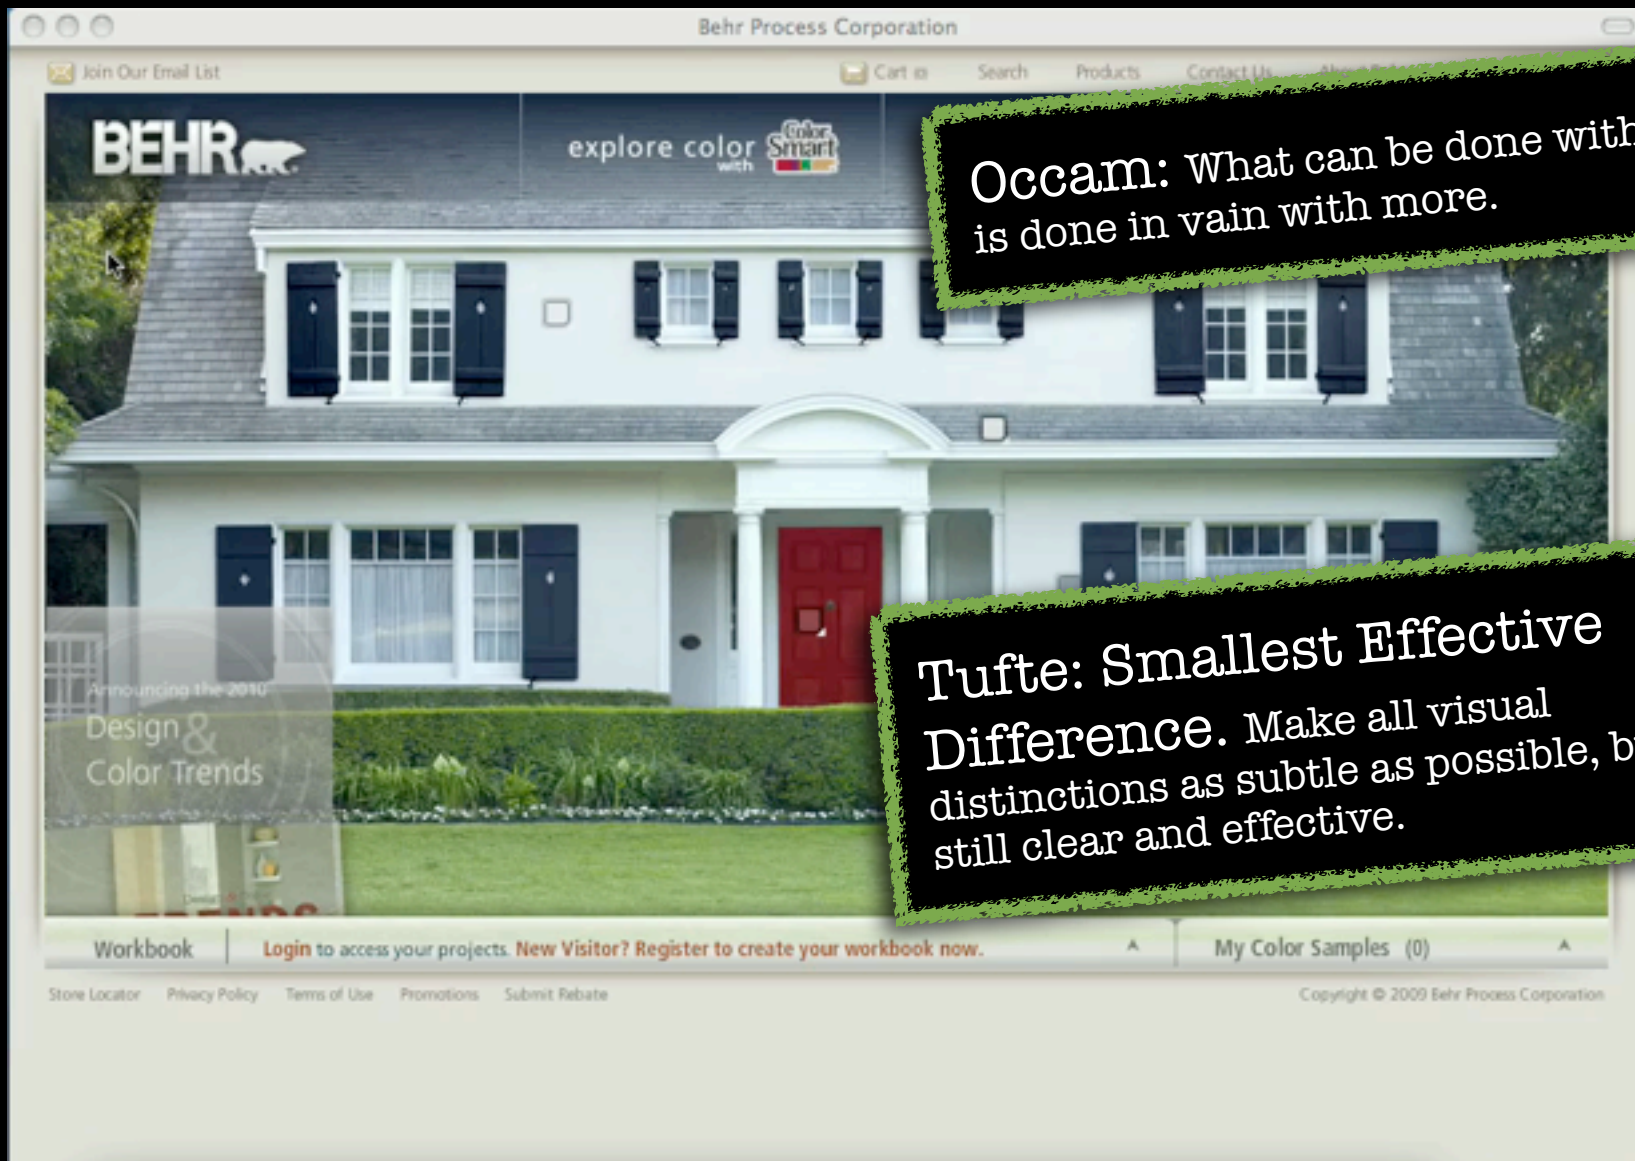 Behr Process Corporation
Join Our Email List
Cart
Search
Products
Contact Us
BEHR
explore color with
Color Smart
Occam: What can be done with
is done in vain with more.
Tufte: Smallest Effective
Difference. Make all visual
distinctions as subtle as possible,
still clear and effective.
Announcing the 2010
Design &
Color Trends
Workbook
Login to access your projects. New Visitor? Register to create your workbook now.
My Color Samples (0)
Store Locator
Privacy Policy
Terms of Use
Promotions
Submit Rebate
Copyright © 2009 Behr Process Corporation